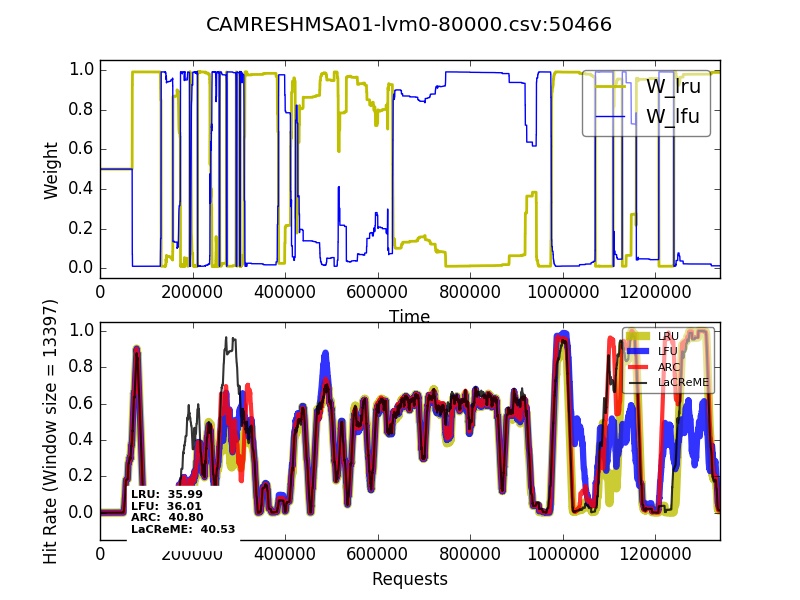 CAMRESHMSA01-lvm0-80000.csv:50466
1.0
0.8
0.6
0.4
0.2
0.0
Weight
W_lru
W_lfu
0 200000 400000 600000 800000 1000000 1200000
Time
1.0
0.8
0.6
0.4
0.2
0.0
Hit Rate (Window size = 13397)
LRU
LFU
ARC
LaCReME
LRU: 35.99
LFU: 36.01
ARC: 40.80
LaCReME: 40.53
0 200000 400000 600000 800000 1000000 1200000
Requests